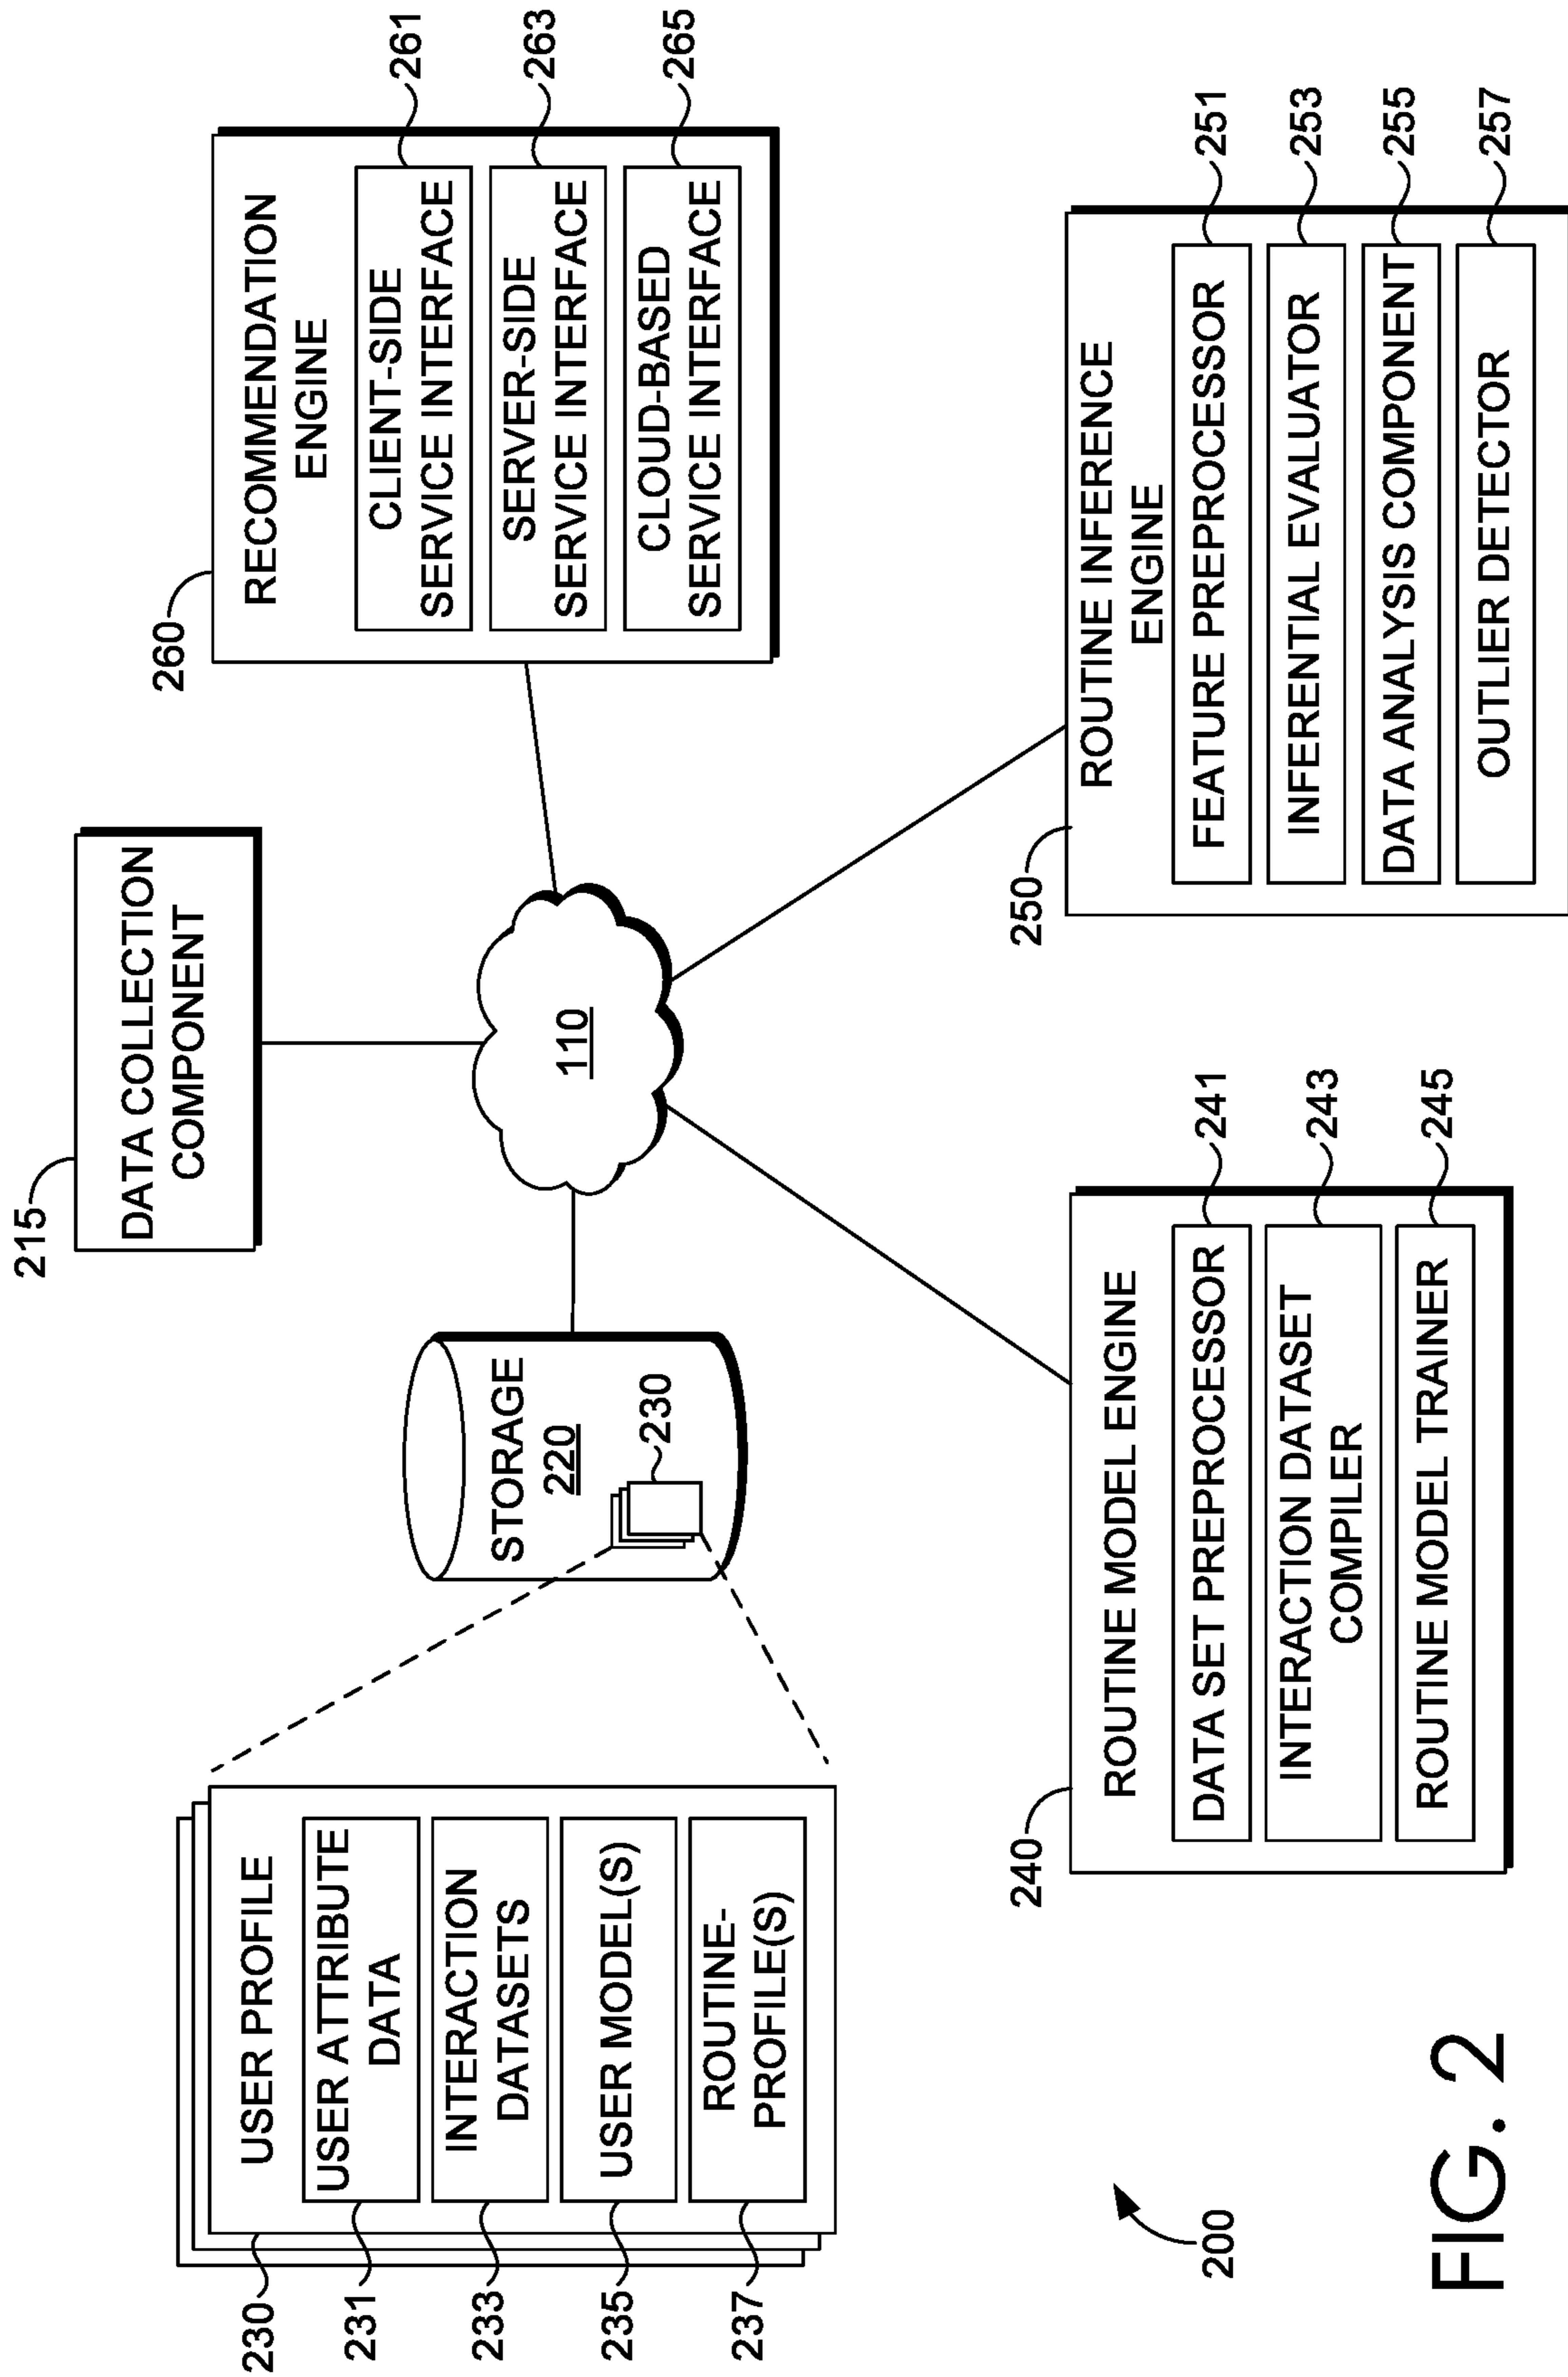 215
DATA COLLECTION
COMPONENT
260
RECOMMENDATION
ENGINE
CLIENT-SIDE
SERVICE INTERFACE
261
SERVER-SIDE
SERVICE INTERFACE
263
CLOUD-BASED
SERVICE INTERFACE
265
110
STORAGE
220
230
USER PROFILE
230
USER ATTRIBUTE
DATA
231
INTERACTION
DATASETS
233
USER MODEL(S)
235
ROUTINE-
PROFILE(S)
237
240
ROUTINE MODEL ENGINE
DATA SET PREPROCESSOR
241
INTERACTION DATASET
COMPILER
243
ROUTINE MODEL TRAINER
245
250
ROUTINE INFERENCE
ENGINE
FEATURE PREPROCESSOR
251
INFERENTIAL EVALUATOR
253
DATA ANALYSIS COMPONENT
255
OUTLIER DETECTOR
257
200
FIG. 2